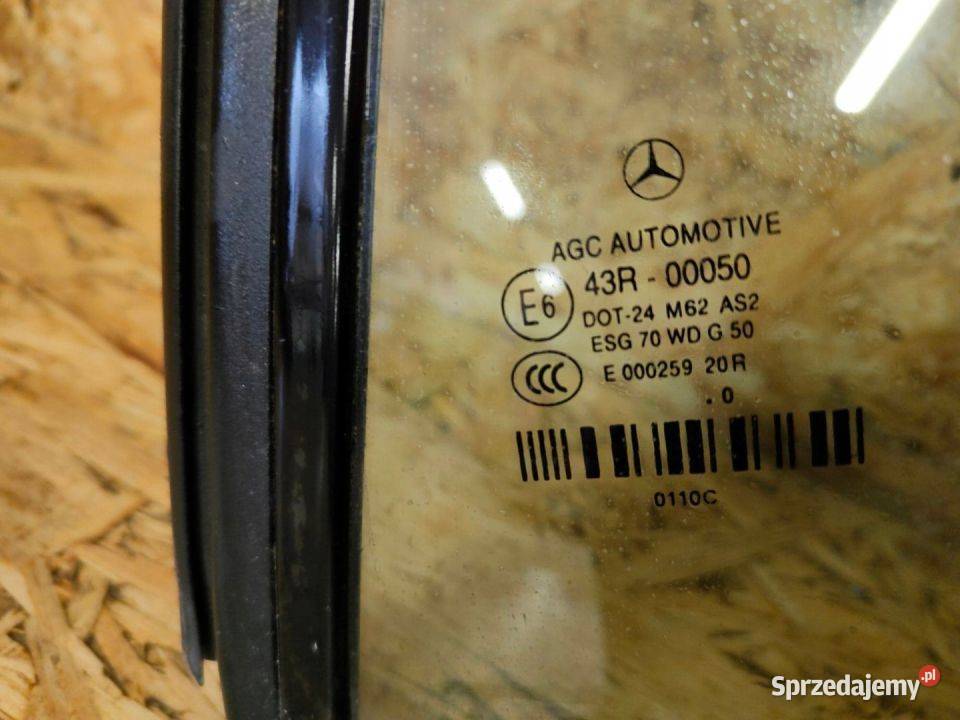 AGC AUTOMOTIVE
E6 43R - 00050
DOT-24 M62 AS2
ESG 70 WD G 50
CCC E 000259 20R
.0
0110C
Sprzedajemy.pl